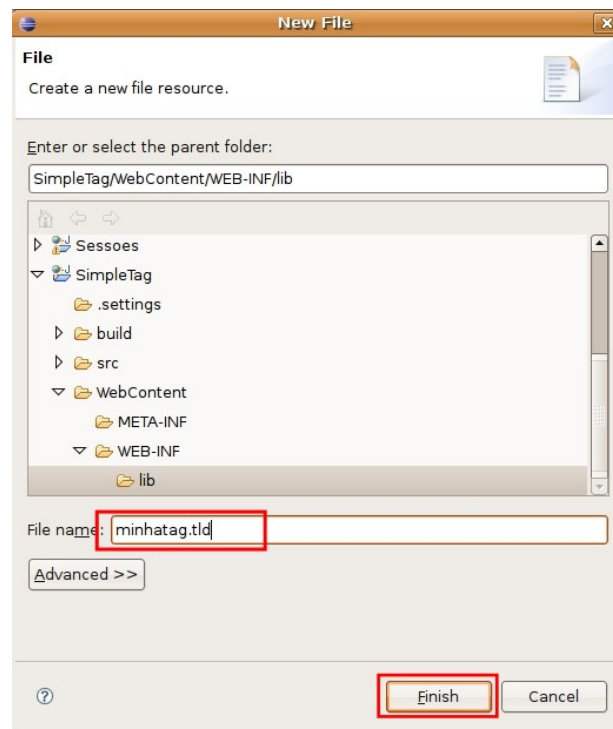 New File
File
Create a new file resource.
Enter or select the parent folder:
SimpleTag/WebContent/WEB-INF/lib
Sessoes
SimpleTag
.settings
build
src
WebContent
META-INF
WEB-INF
lib
File name: minhatag.tld
Advanced >>
Finish Cancel